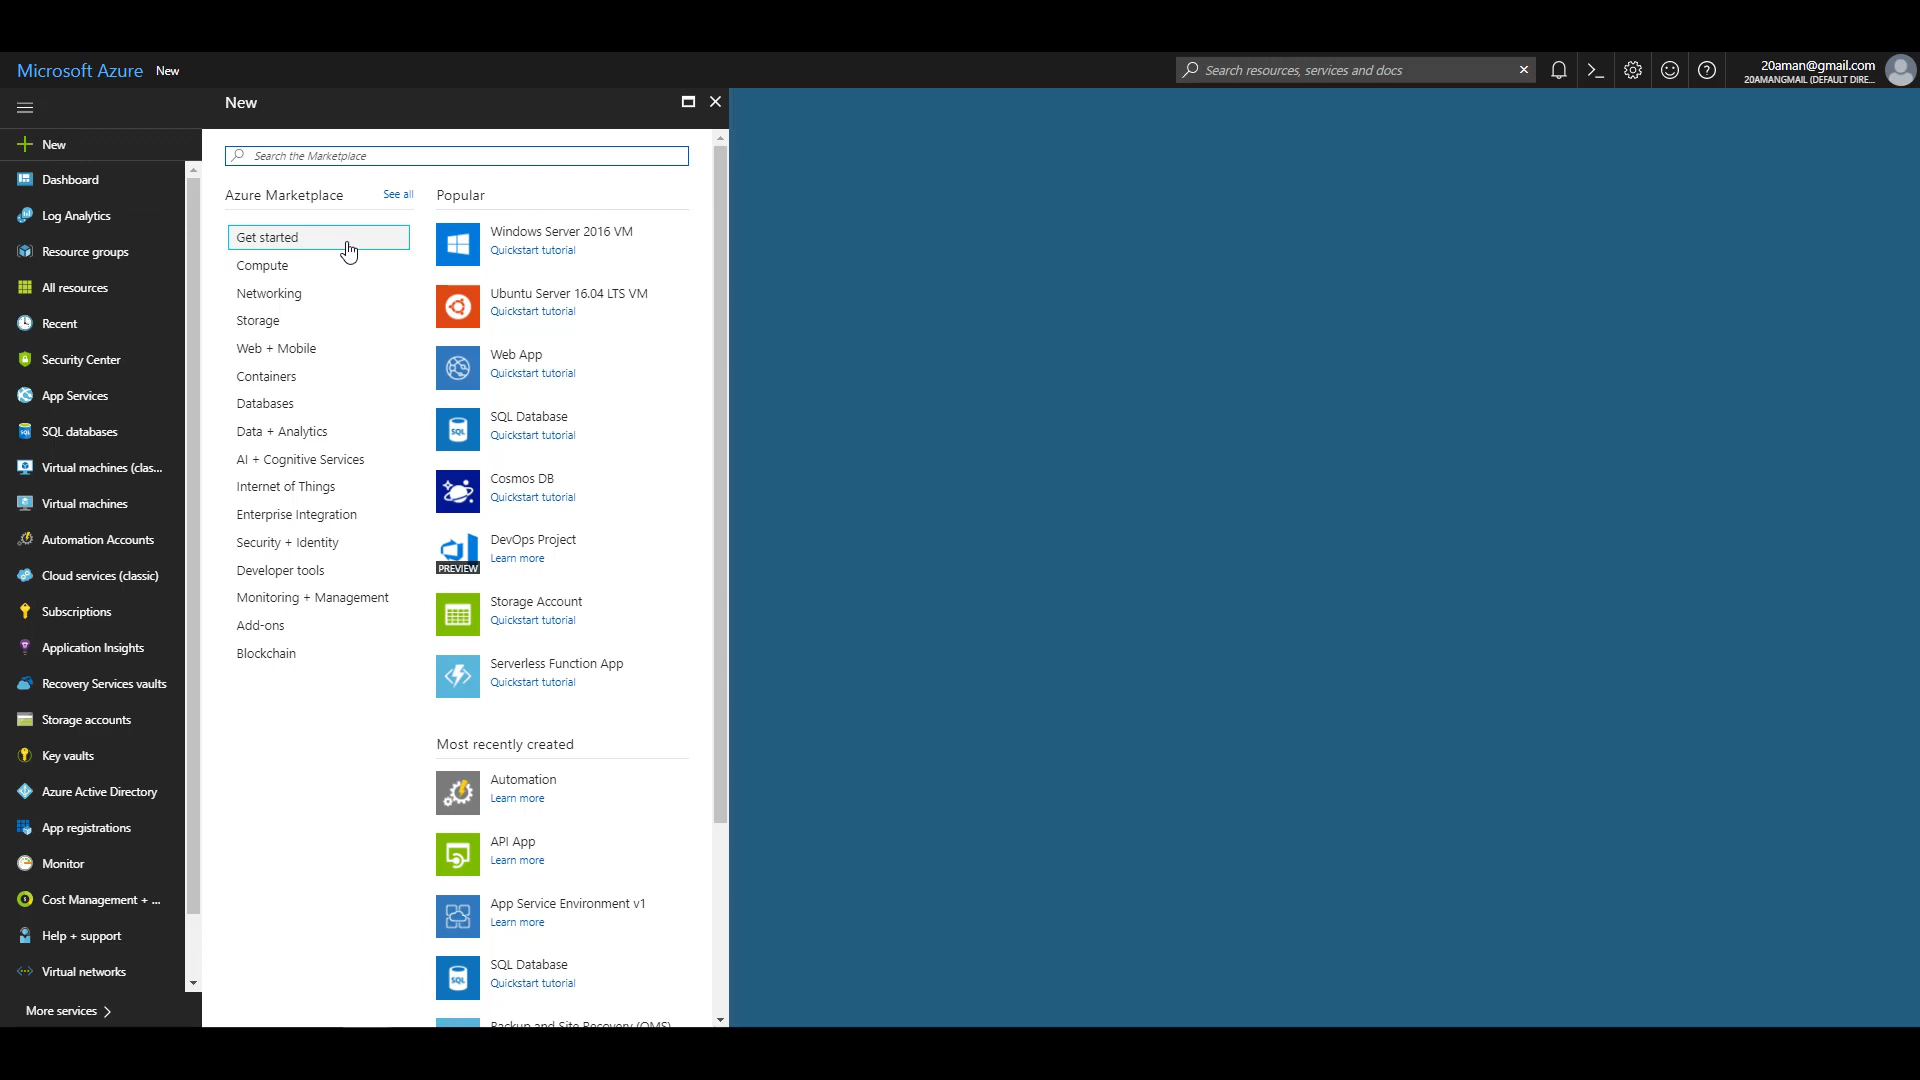 Microsoft Azure New
Search resources, services and docs
20aman@gmail.com
20AMANGMAIL (DEFAULT DIRE...
New
New
Dashboard
Log Analytics
Resource groups
All resources
Recent
Security Center
App Services
SQL databases
Virtual machines (clas...
Virtual machines
Automation Accounts
Cloud services (classic)
Subscriptions
Application Insights
Recovery Services vaults
Storage accounts
Key vaults
Azure Active Directory
App registrations
Monitor
Cost Management + ...
Help + support
Virtual networks
More services
Search the Marketplace
Azure Marketplace See all
Get started
Compute
Networking
Storage
Web + Mobile
Containers
Databases
Data + Analytics
AI + Cognitive Services
Internet of Things
Enterprise Integration
Security + Identity
Developer tools
Monitoring + Management
Add-ons
Blockchain
Popular
Windows Server 2016 VM
Quickstart tutorial
Ubuntu Server 16.04 LTS VM
Quickstart tutorial
Web App
Quickstart tutorial
SQL Database
Quickstart tutorial
Cosmos DB
Quickstart tutorial
DevOps Project
PREVIEW
Learn more
Storage Account
Quickstart tutorial
Serverless Function App
Quickstart tutorial
Most recently created
Automation
Learn more
API App
Learn more
App Service Environment v1
Learn more
SQL Database
Quickstart tutorial
Backup and Site Recovery (OMS)